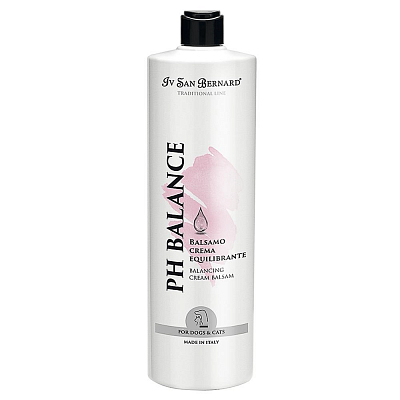 Iv San Bernard®
TRADITIONAL LINE
PH BALANCE
BALSAMO
CREMA
EQUILIBRANTE
BALANCING
CREAM BALSAM
FOR DOGS & CATS
MADE IN ITALY